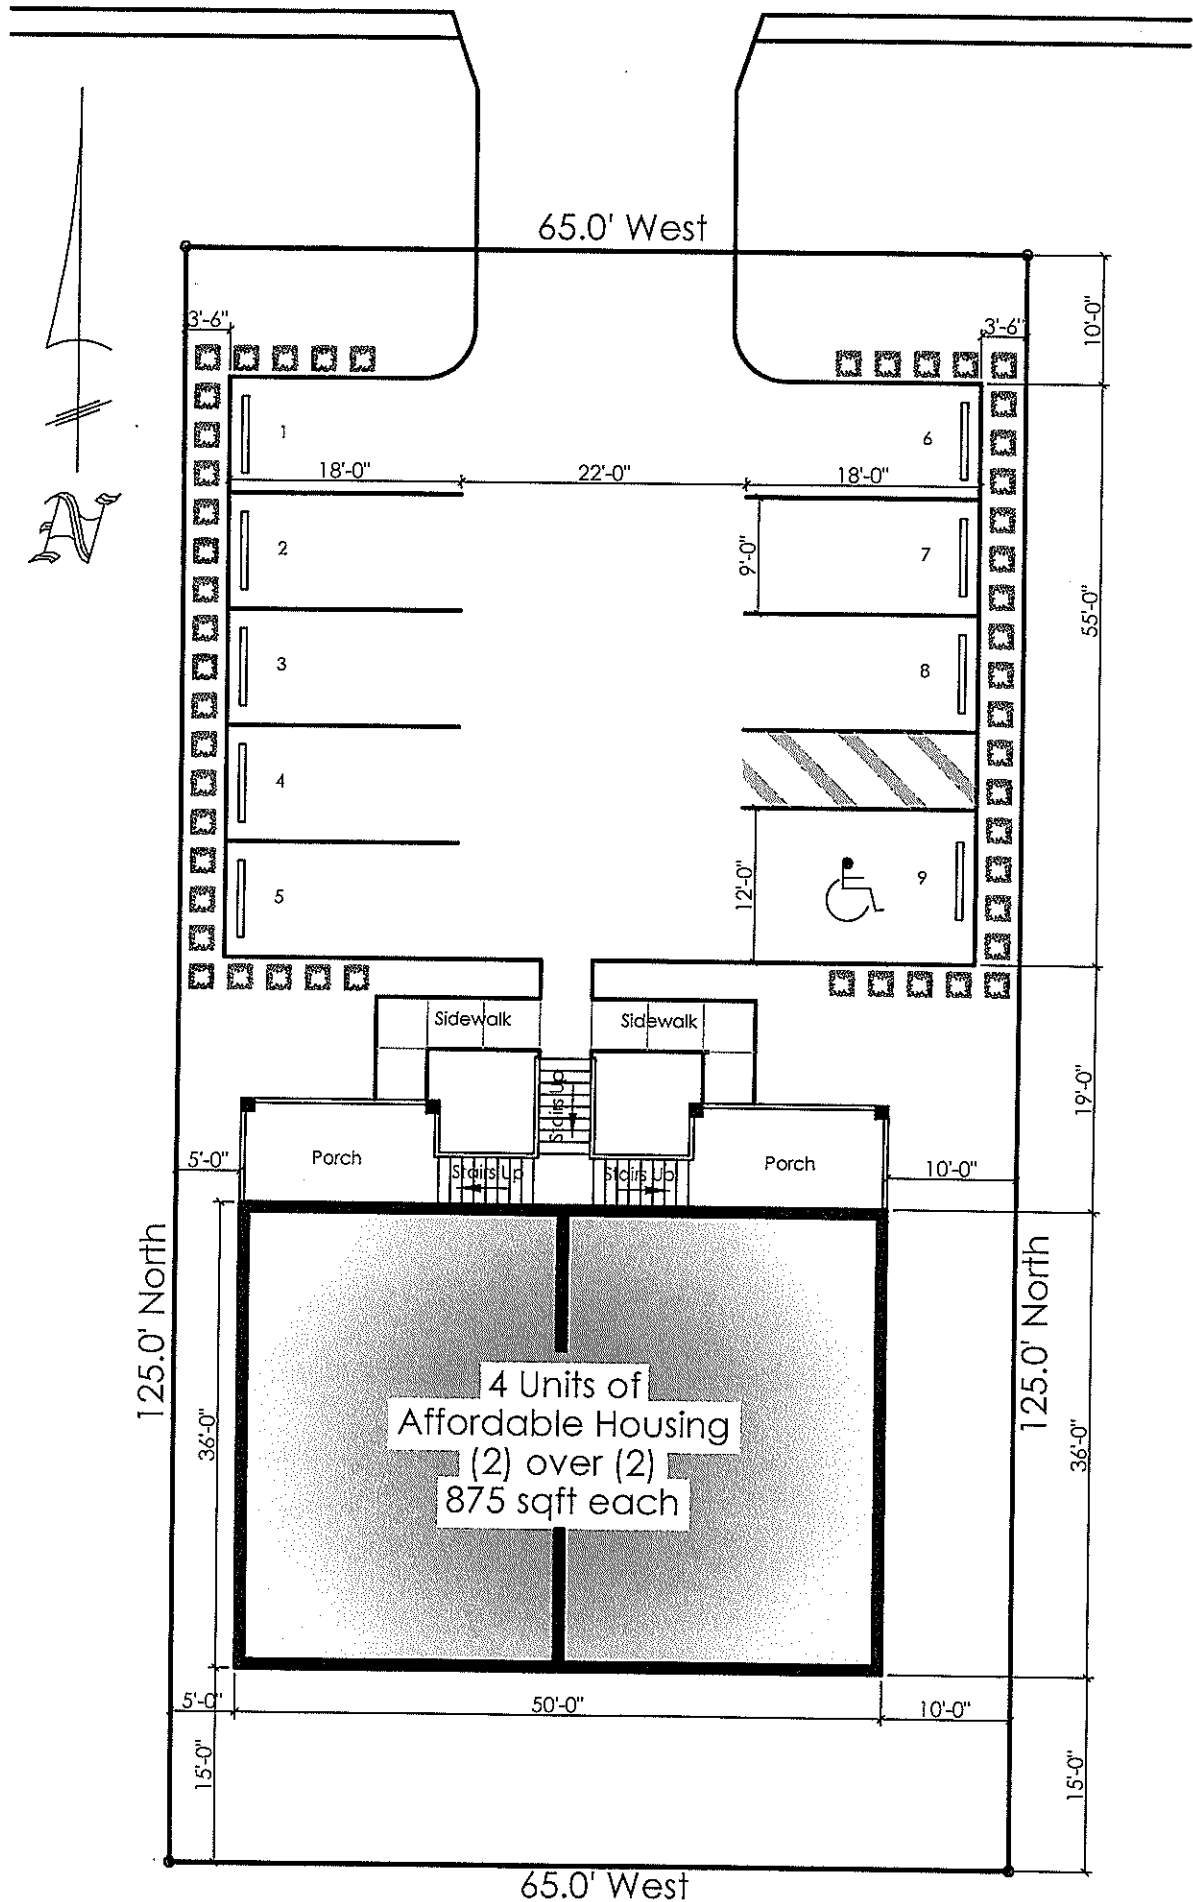 65.0' West
3'-6"
3'-6"
10'-0"
1
6
18'-0"
22'-0"
18'-0"
N
2
9'-0"
7
55'-0"
3
8
4
5
12'-0"
9
Sidewalk
Sidewalk
Stairs Up
19'-0"
Porch
Stairs Up
Stairs Up
Porch
5'-0"
10'-0"
125.0' North
125.0' North
36'-0"
4 Units of
Affordable Housing
(2) over (2)
875 sqft each
36'-0"
5'-0"
50'-0"
10'-0"
15'-0"
15'-0"
65.0' West